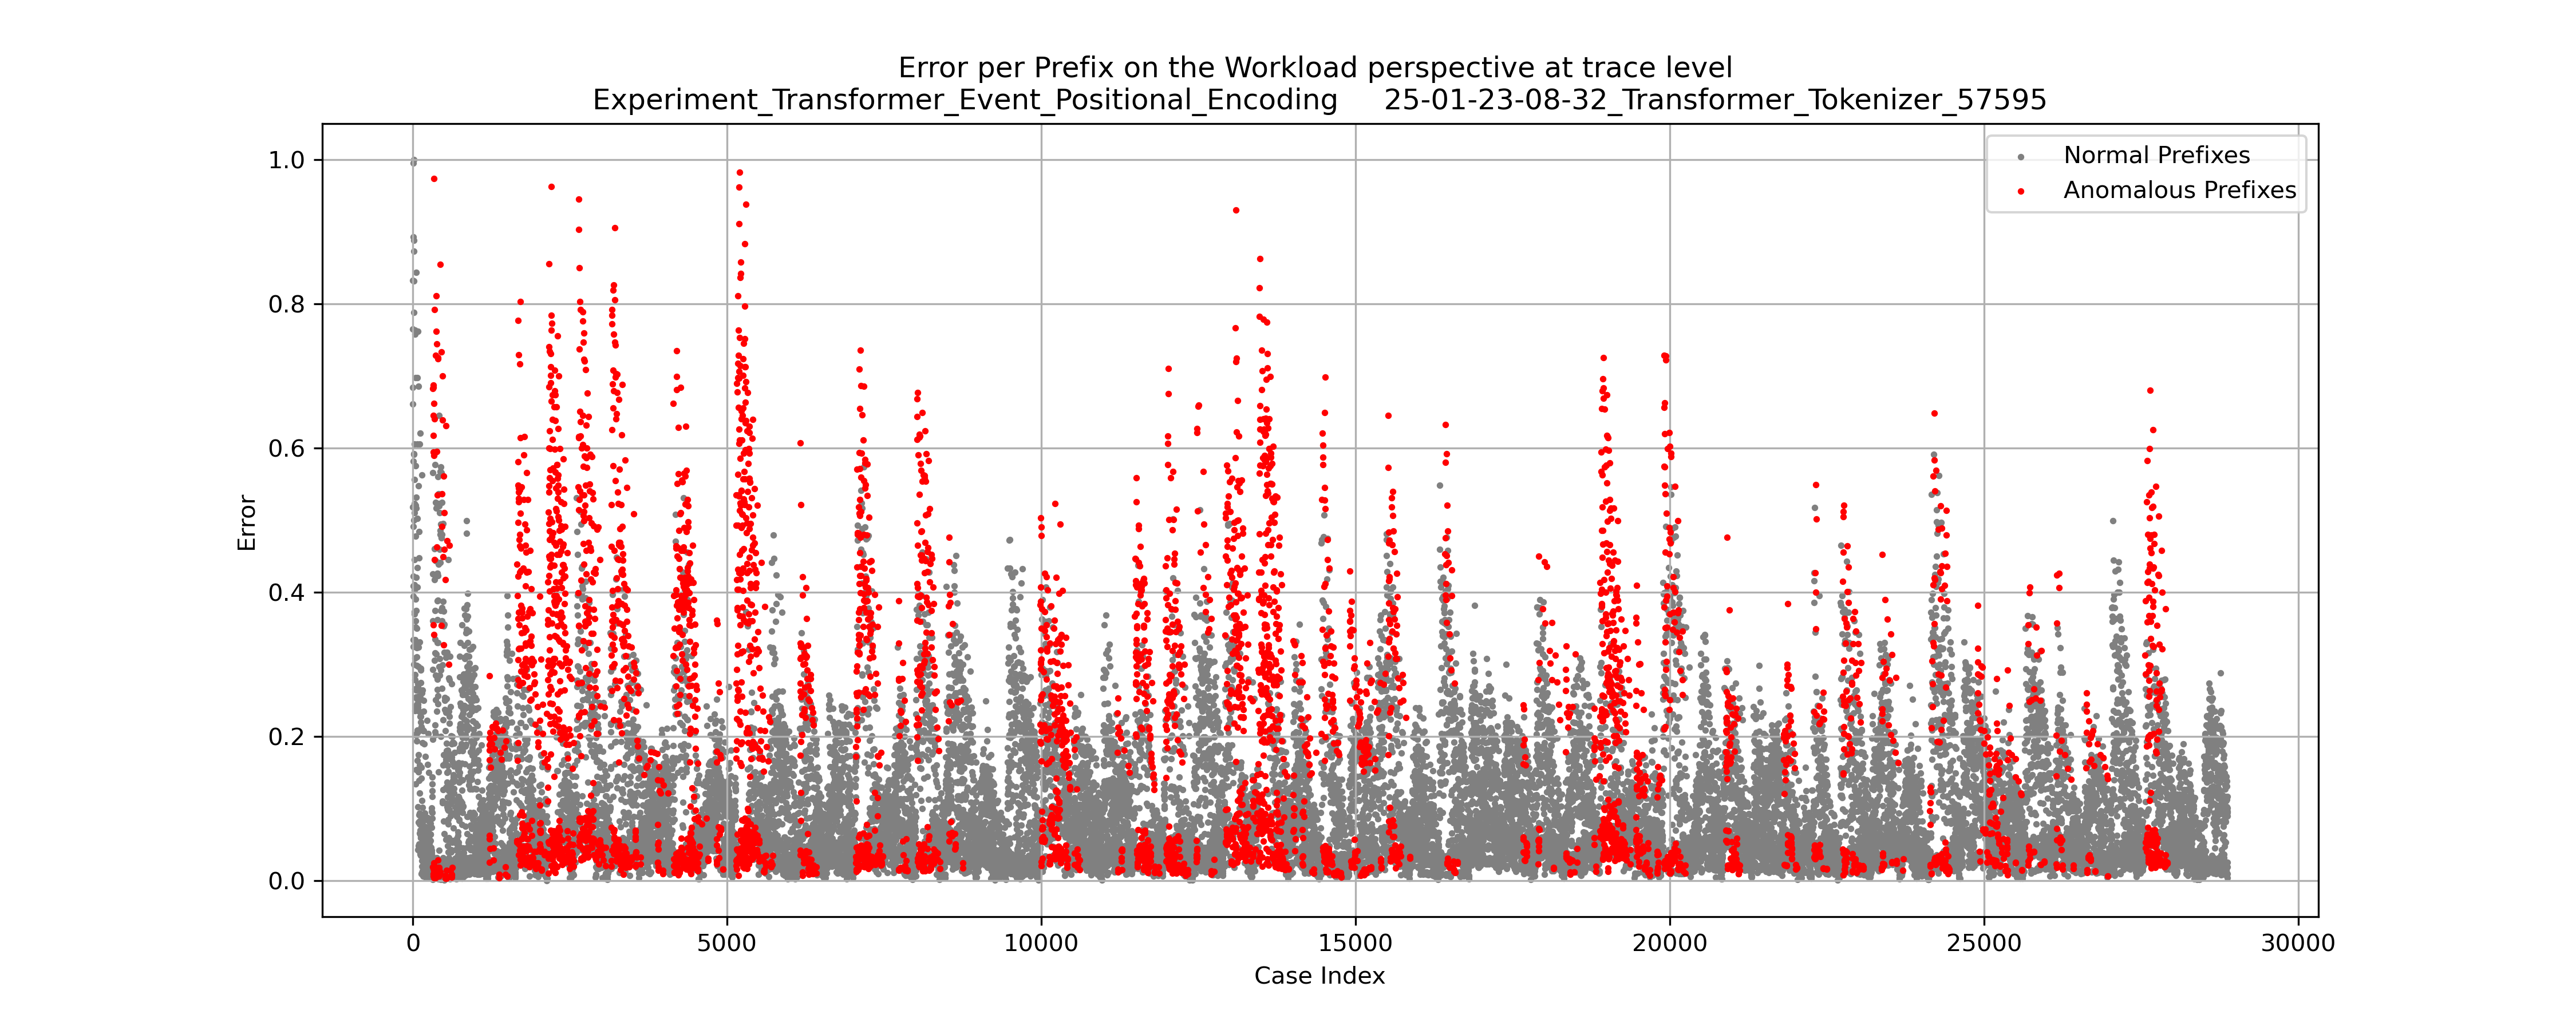 Error per Prefix on the Workload perspective at trace level
Experiment_Transformer_Event_Positional_Encoding 25-01-23-08-32_Transformer_Tokenizer_57595
Normal Prefixes
Anomalous Prefixes
1.0
0.8
0.6
0.4
0.2
0.0
Error
0 5000 10000 15000 20000 25000 30000
Case Index